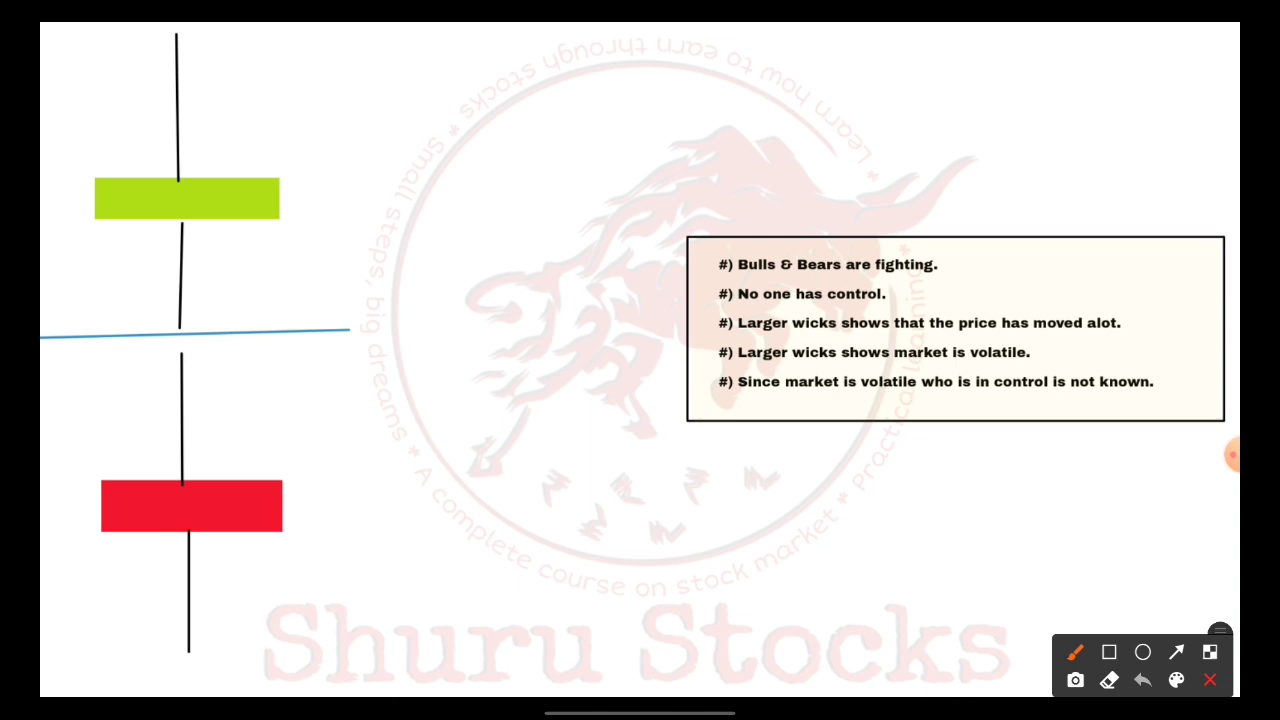 #) Bulls & Bears are fighting.
#) No one has control.
#) Larger wicks shows that the price has moved alot.
#) Larger wicks shows market is volatile.
#) Since market is volatile who is in control is not known.
* Learn how to earn through stocks * Small steps, big dreams * A complete course on stock market * Practical learning *
Shuru Stocks